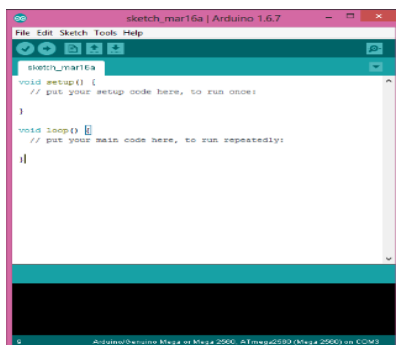 sketch_mar16a | Arduino 1.6.7
File Edit Sketch Tools Help
sketch_mar16a
void setup() {
// put your setup code here, to run once:
}
void loop() {
// put your main code here, to run repeatedly:
}
Arduino/Genuino Mega or Mega 2560, ATmega2560 (Mega 2560) on COM3